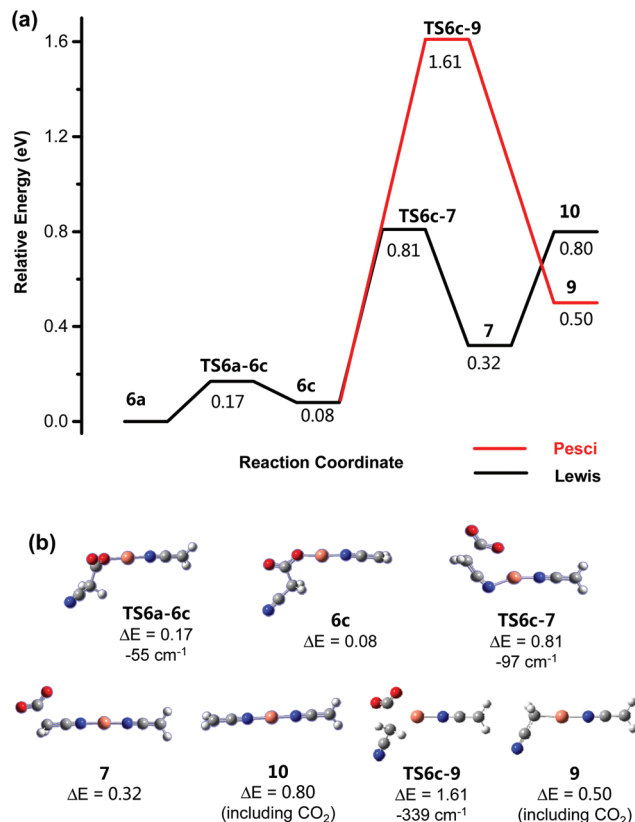 (a)
Relative Energy (eV)
1.6
1.2
0.8
0.4
0.0
TS6c-9
1.61
TS6c-7
0.81
10
0.80
9
0.50
7
0.32
6a
TS6a-6c
0.17
6c
0.08
Reaction Coordinate
Pesci
Lewis
(b)
TS6a-6c
ΔE = 0.17
-55 cm⁻¹
6c
ΔE = 0.08
TS6c-7
ΔE = 0.81
-97 cm⁻¹
7
ΔE = 0.32
10
ΔE = 0.80
(including CO₂)
TS6c-9
ΔE = 1.61
-339 cm⁻¹
9
ΔE = 0.50
(including CO₂)